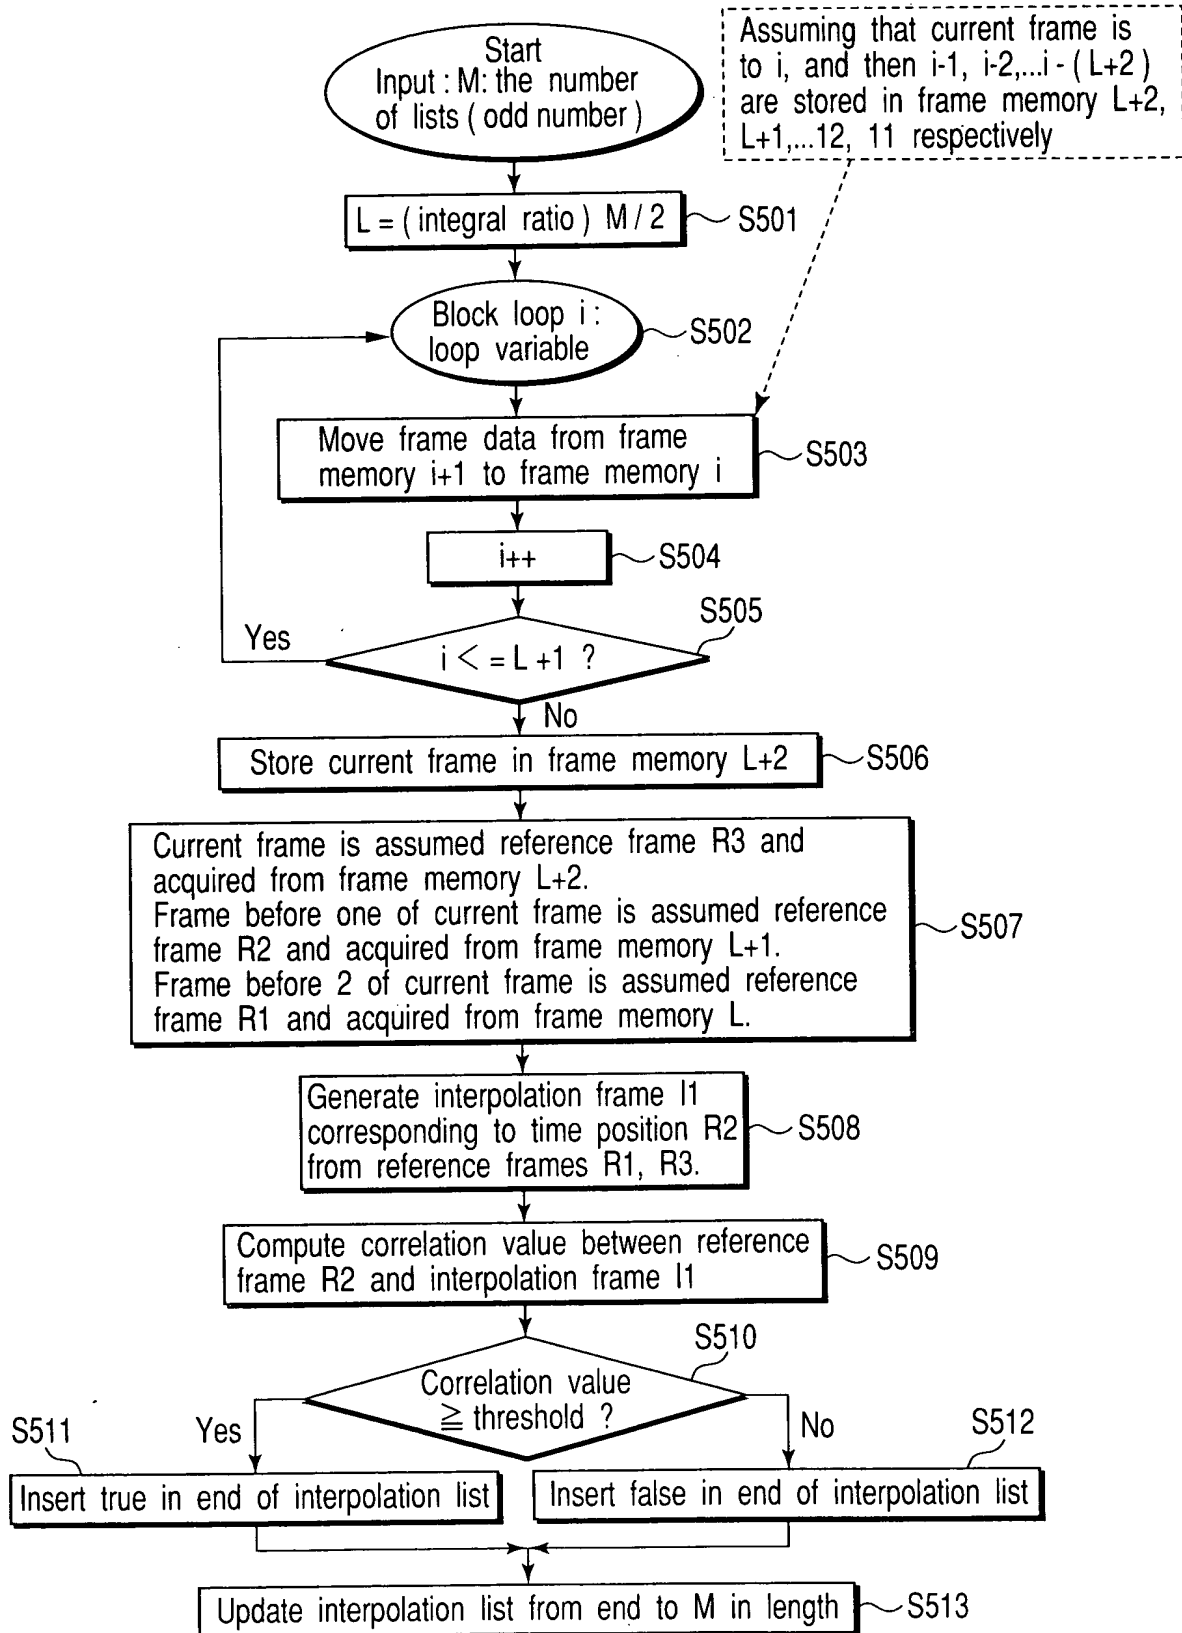 Start
Input : M: the number
of lists ( odd number )
Assuming that current frame is
to i, and then i-1, i-2,...i - ( L+2 )
are stored in frame memory L+2,
L+1,...12, 11 respectively
L = ( integral ratio ) M / 2
S501
Block loop i :
loop variable
S502
Move frame data from frame
memory i+1 to frame memory i
S503
i++
S504
S505
Yes
i < = L +1 ?
No
Store current frame in frame memory L+2
S506
Current frame is assumed reference frame R3 and
acquired from frame memory L+2.
Frame before one of current frame is assumed reference
frame R2 and acquired from frame memory L+1.
Frame before 2 of current frame is assumed reference
frame R1 and acquired from frame memory L.
S507
Generate interpolation frame I1
corresponding to time position R2
from reference frames R1, R3.
S508
Compute correlation value between reference
frame R2 and interpolation frame I1
S509
S510
Correlation value
≧ threshold ?
S511
Yes
No
S512
Insert true in end of interpolation list
Insert false in end of interpolation list
Update interpolation list from end to M in length
S513